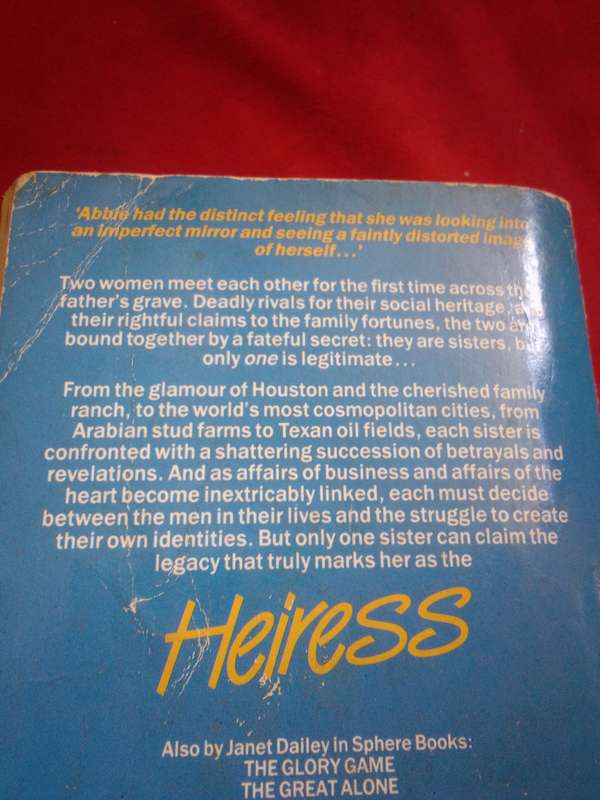 'Abbie had the distinct feeling that she was looking into
an imperfect mirror and seeing a faintly distorted image
of herself...'
Two women meet each other for the first time across
father's grave. Deadly rivals for their social heritage,
their rightful claims to the family fortunes, the two are
bound together by a fateful secret: they are sisters,
only one is legitimate...
From the glamour of Houston and the cherished family
ranch, to the world's most cosmopolitan cities, from
Arabian stud farms to Texan oil fields, each sister is
confronted with a shattering succession of betrayals and
revelations. And as affairs of business and affairs of the
heart become inextricably linked, each must decide
between the men in their lives and the struggle to create
their own identities. But only one sister can claim the
legacy that truly marks her as the
Heiress
Also by Janet Dailey in Sphere Books:
THE GLORY GAME
THE GREAT ALONE